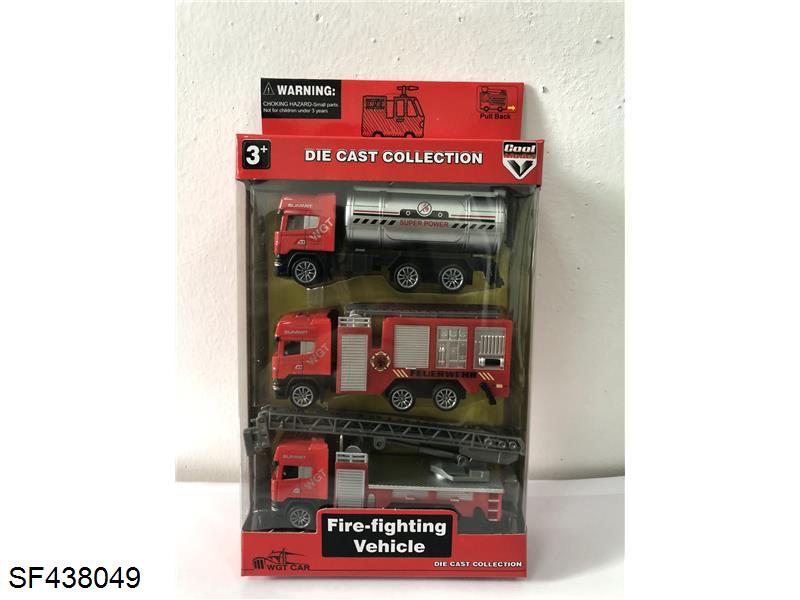 WARNING:
CHOKING HAZARD-Small parts.
Not for children under 3 years
Pull Back
3+
DIE CAST COLLECTION
Cool
SUMMIT
WGT
SUPER POWER
SUMMIT
WGT
FEUERWEHR
SUMMIT
WGT
Fire-fighting
Vehicle
WGT CAR
DIE CAST COLLECTION
SF438049